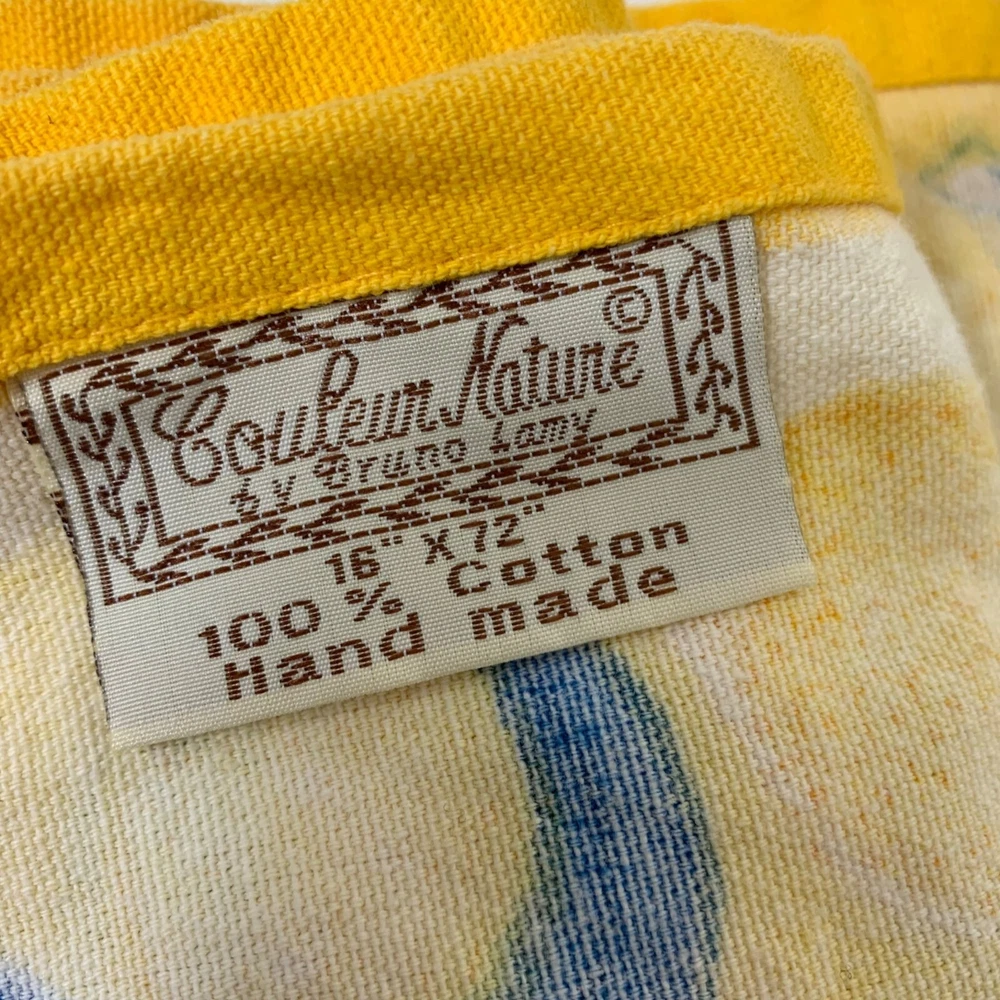 Couleur Nature ©
by Bruno Lamy
16" X 72"
100 % Cotton
Hand made